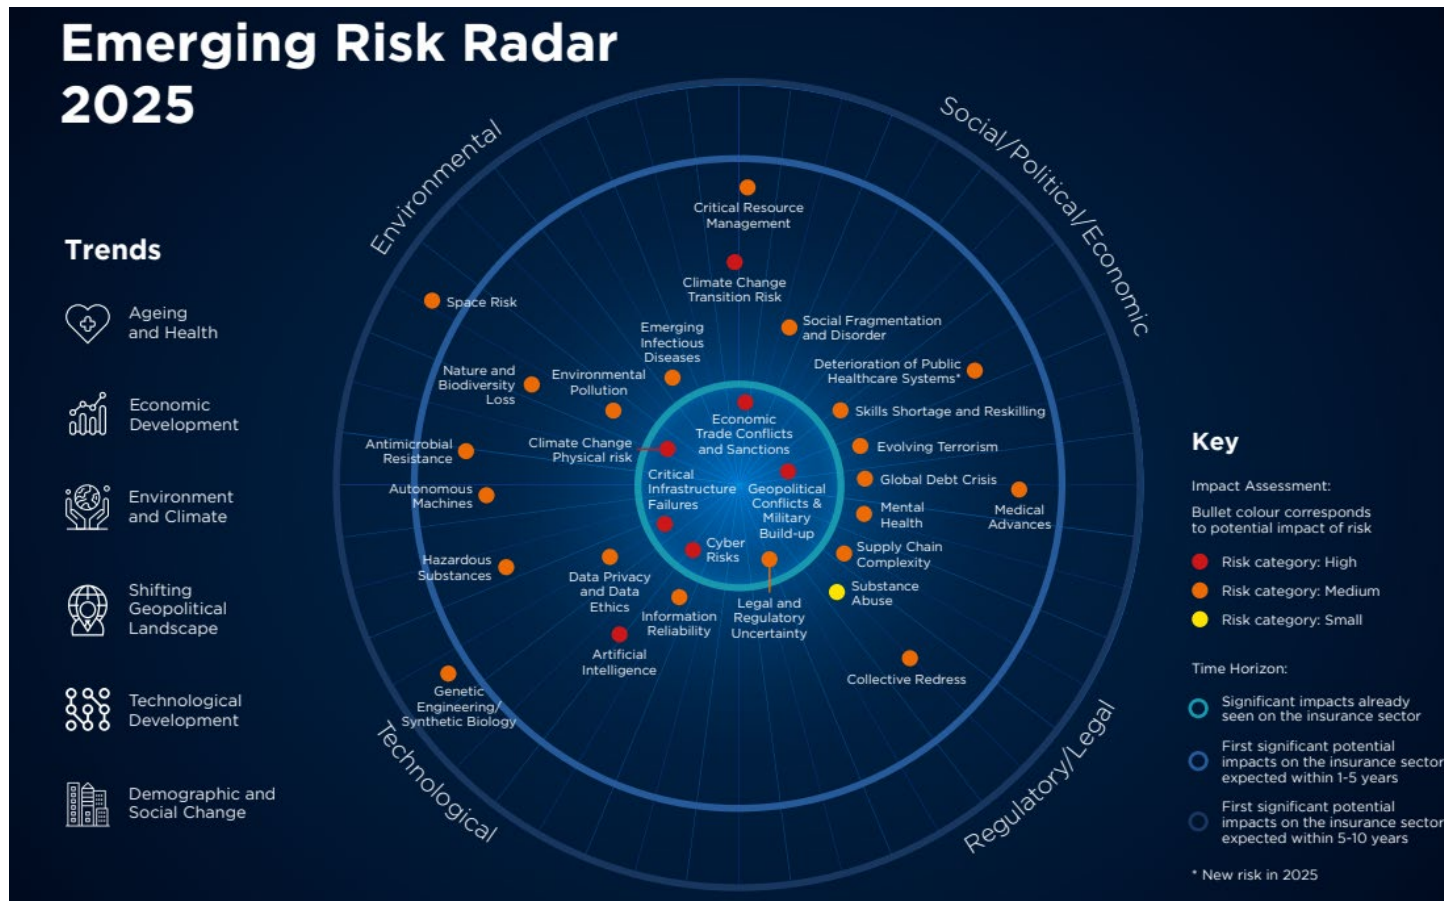 Emerging Risk Radar
2025
Trends
Ageing
and Health
Economic
Development
Environment
and Climate
Shifting
Geopolitical
Landscape
Technological
Development
Demographic and
Social Change
Environmental
Social/Political/Economic
Technological
Regulatory/Legal
Critical Resource
Management
Climate Change
Transition Risk
Space Risk
Emerging
Infectious
Diseases
Social Fragmentation
and Disorder
Nature and
Biodiversity
Loss
Environmental
Pollution
Deterioration of Public
Healthcare Systems*
Economic
Trade Conflicts
and Sanctions
Skills Shortage and Reskilling
Antimicrobial
Resistance
Climate Change
Physical risk
Evolving Terrorism
Critical
Infrastructure
Failures
Geopolitical
Conflicts &
Military
Build-up
Global Debt Crisis
Autonomous
Machines
Mental
Health
Medical
Advances
Cyber
Risks
Supply Chain
Complexity
Hazardous
Substances
Data Privacy
and Data
Ethics
Substance
Abuse
Information
Reliability
Legal and
Regulatory
Uncertainty
Artificial
Intelligence
Collective Redress
Genetic
Engineering/
Synthetic Biology
Key
Impact Assessment:
Bullet colour corresponds
to potential impact of risk
Risk category: High
Risk category: Medium
Risk category: Small
Time Horizon:
Significant impacts already
seen on the insurance sector
First significant potential
impacts on the insurance sector
expected within 1-5 years
First significant potential
impacts on the insurance sector
expected within 5-10 years
* New risk in 2025